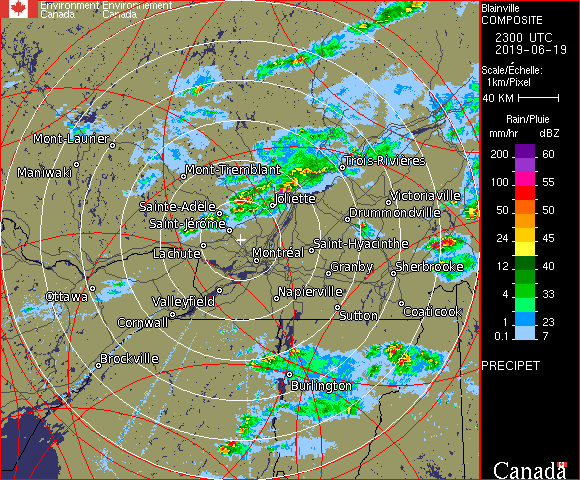 Environment Environnement
Canada Canada
Blainville
COMPOSITE
2300 UTC
2019-06-19
Scale/Échelle:
1km/Pixel
40 KM
Rain/Pluie
mm/hr dBZ
200 60
100 55
50 50
24 45
12 40
8 33
4 28
1 23
0.1 7
PRECIPET
Canada
Mont-Laurier
Maniwaki
Mont-Tremblant
Trois-Rivières
Sainte-Adèle
Joliette
Victoriaville
Drummondville
Saint-Jérôme
Lachute
Montréal
Saint-Hyacinthe
Granby
Sherbrooke
Ottawa
Valleyfield
Napierville
Coaticook
Cornwall
Sutton
Brockville
Burlington